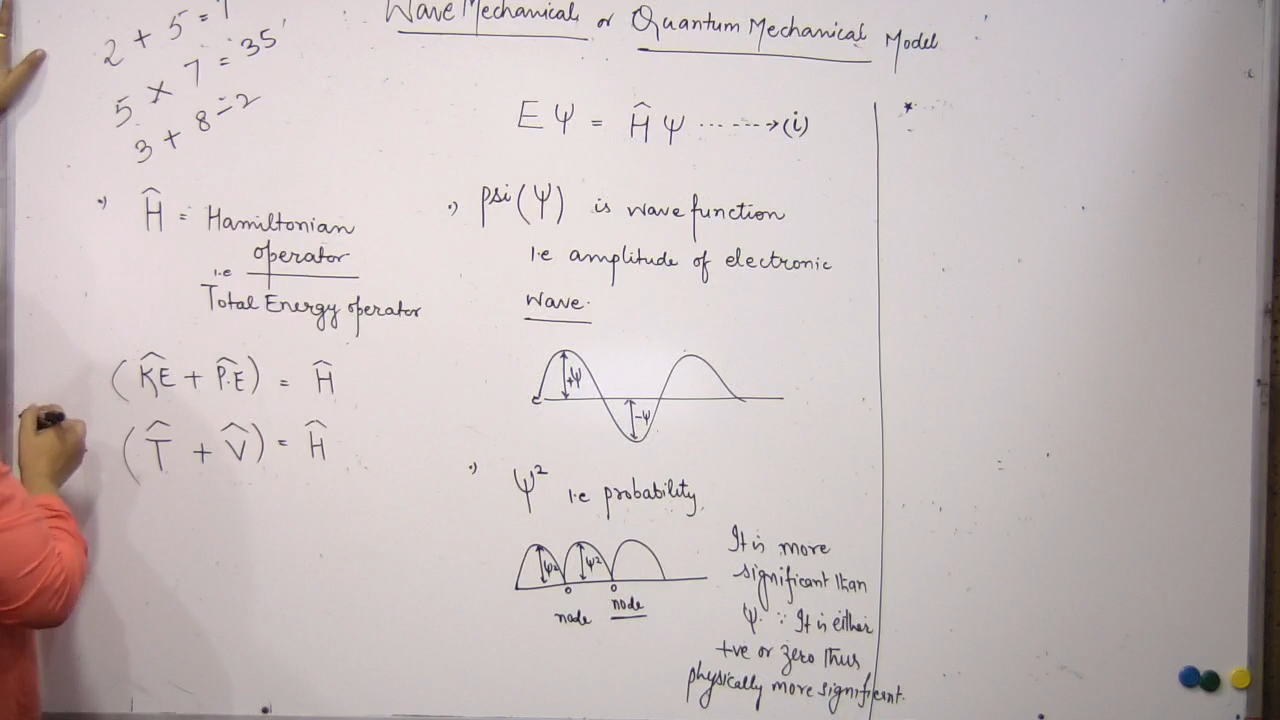 Wave Mechanical or Quantum Mechanical Model
2 + 5 = 7
5 × 7 = 35
3 + 8 ÷ 2
E Ψ = Ĥ Ψ -------→ (i)
*
Ĥ = Hamiltonian
operator
i.e
Total Energy operator
(K̂E + P̂.E) = Ĥ
(T̂ + V̂) = Ĥ
psi (Ψ) is wave function
i.e amplitude of electronic
wave.
+Ψ
-Ψ
Ψ² i.e probability
Ψ² Ψ²
node node
It is more
significant than
Ψ. ∵ It is either
+ve or zero thus
physically more significant.